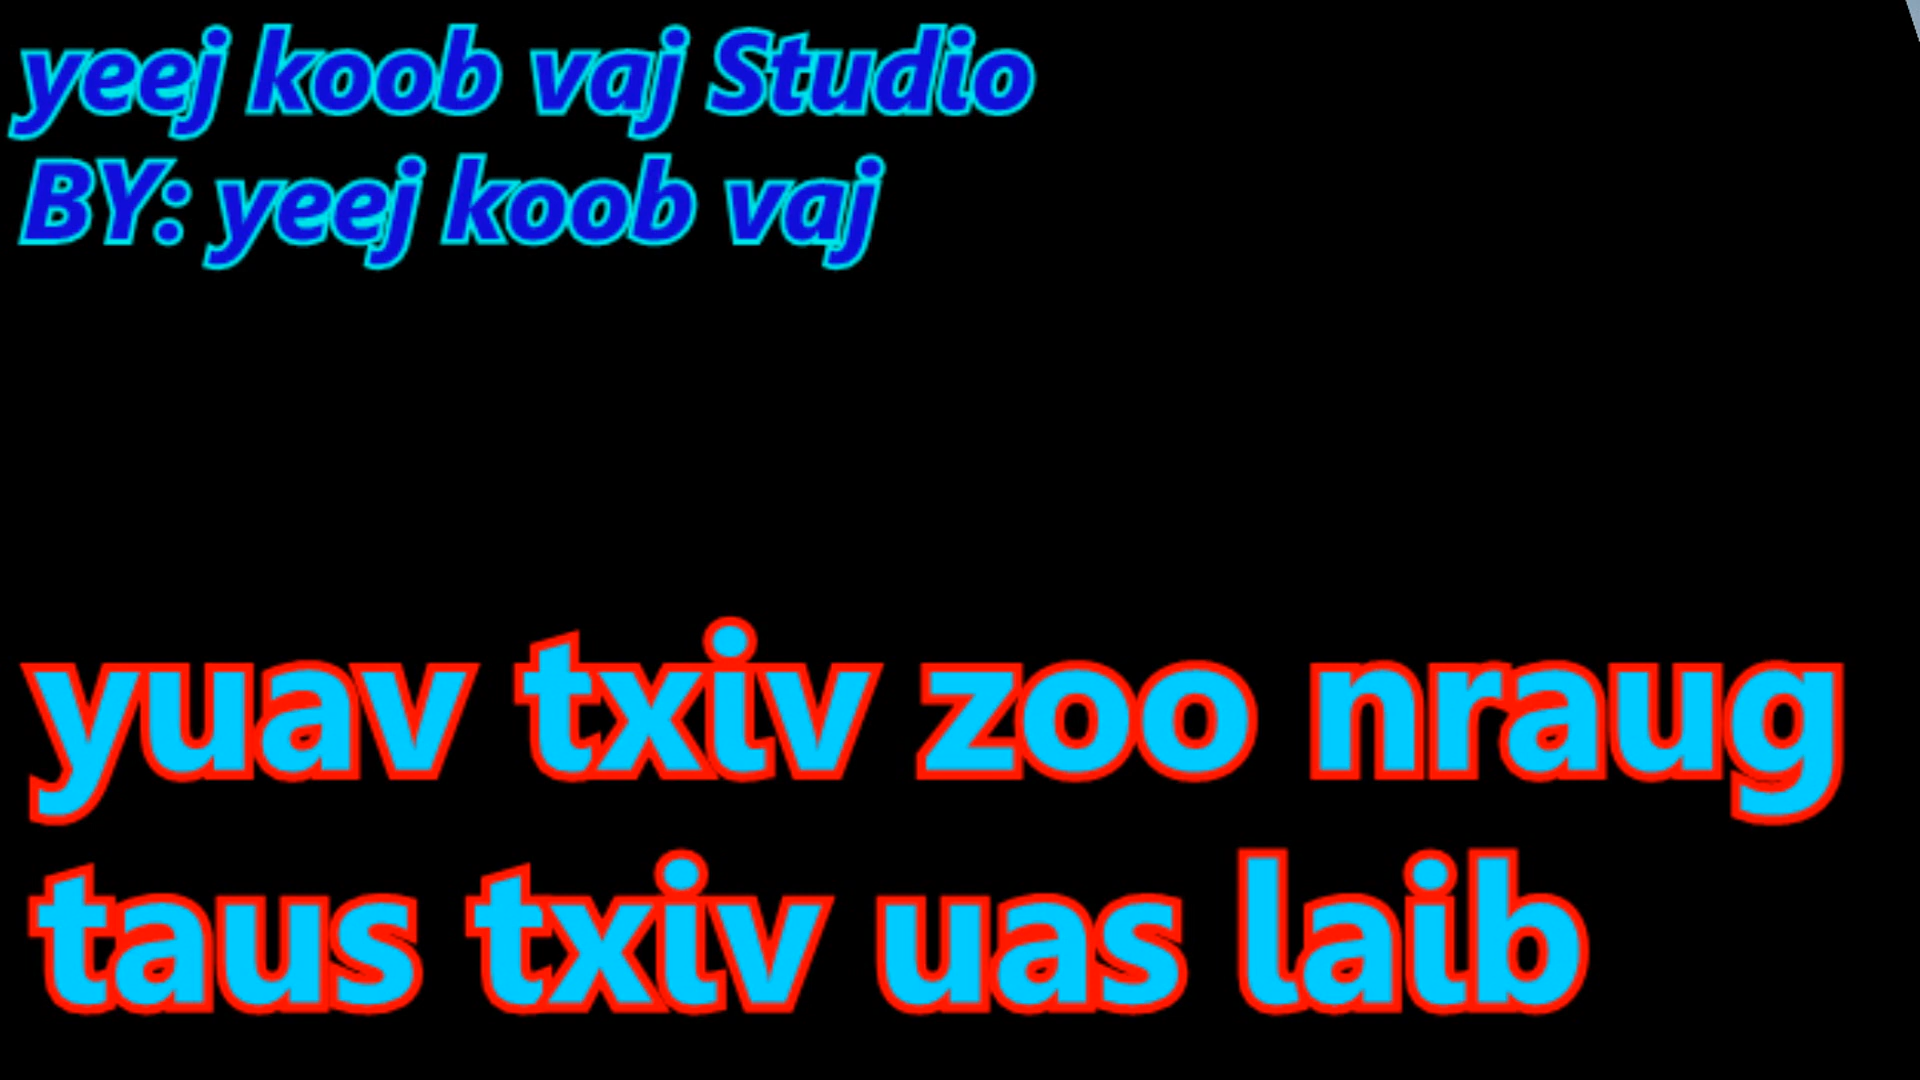 yeej koob vaj Studio
BY: yeej koob vaj
yuav txiv zoo nraug
taus txiv uas laib